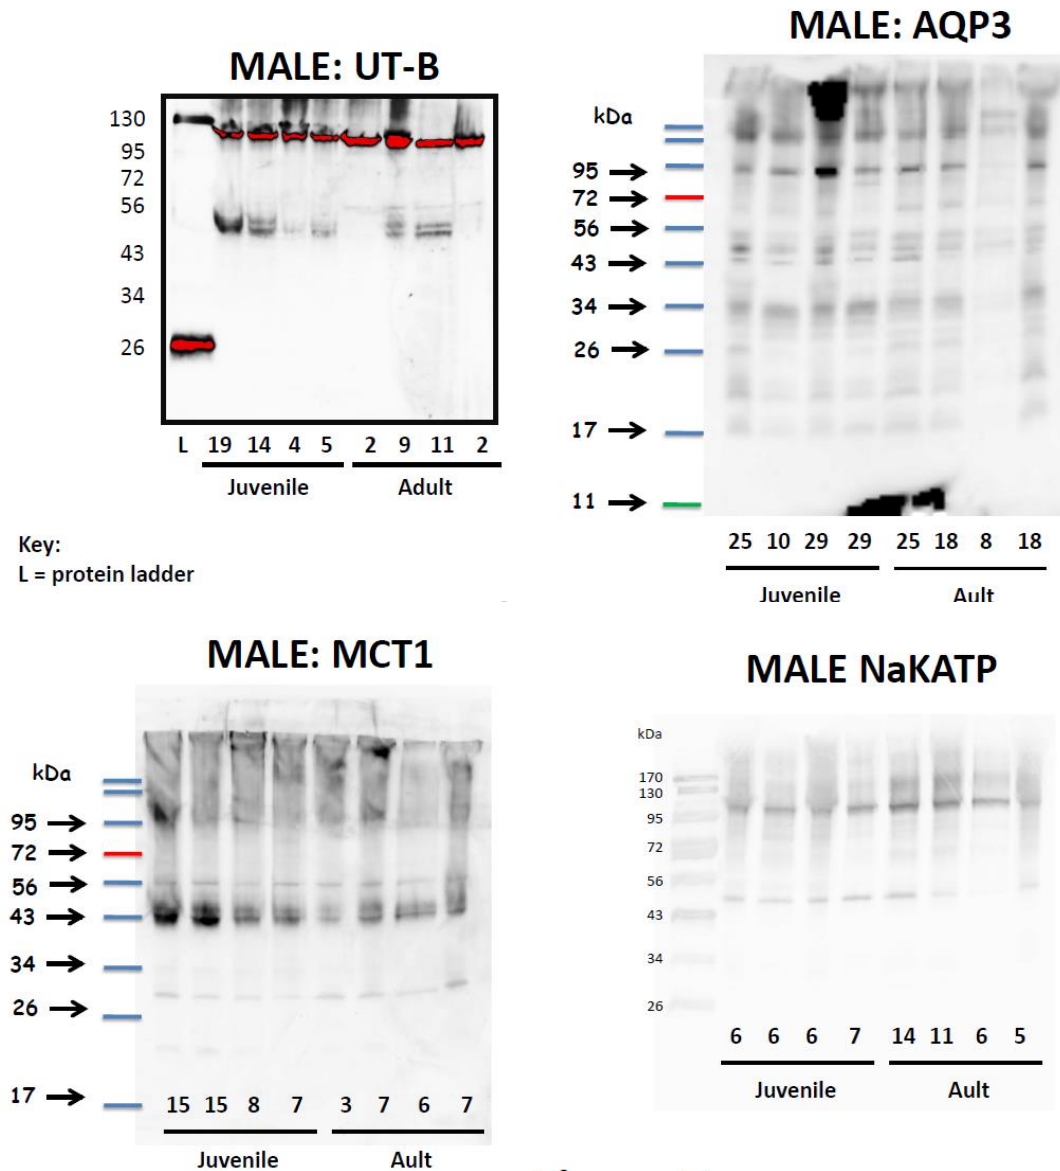 MALE: UT-B
130
95
72
56
43
34
26
L 19 14 4 5 2 9 11 2
Juvenile Adult
Key:
L = protein ladder
MALE: AQP3
kDa
95
72
56
43
34
26
17
11
25 10 29 29 25 18 8 18
Juvenile Ault
MALE: MCT1
kDa
95
72
56
43
34
26
17
15 15 8 7 3 7 6 7
Juvenile Ault
MALE NaKATP
kDa
170
130
95
72
56
43
34
26
6 6 6 7 14 11 6 5
Juvenile Ault